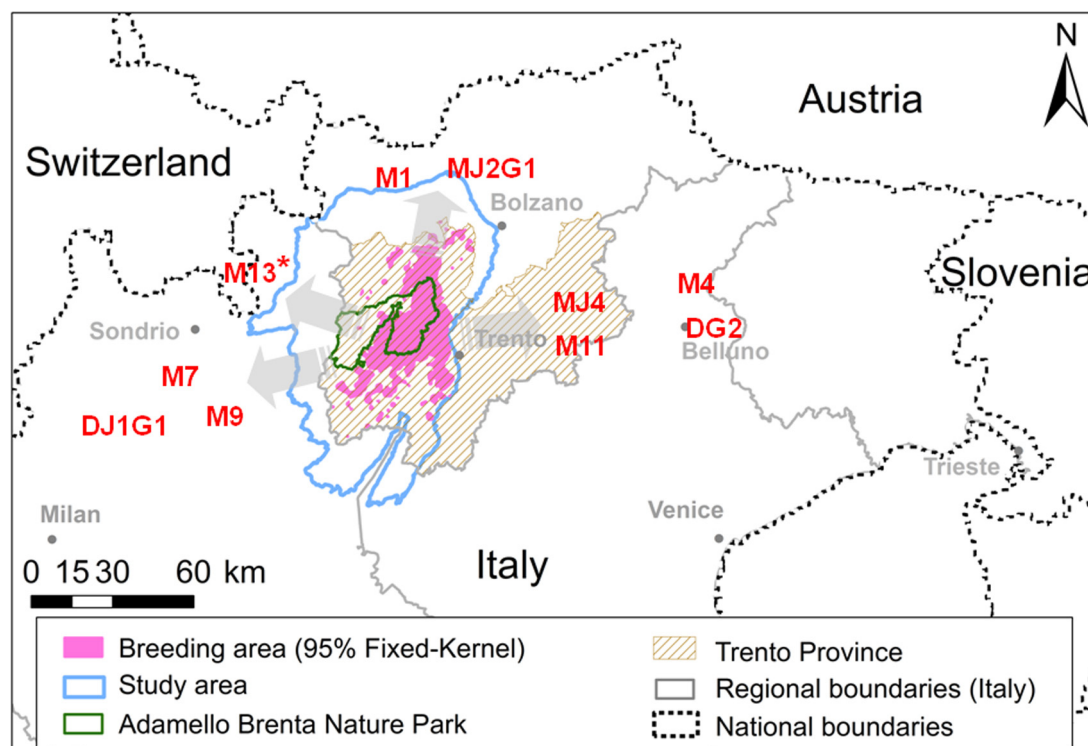 N
Austria
Switzerland
M1
MJ2G1
Bolzano
M13*
M4
Slovenia
MJ4
Sondrio
DG2
Trento
M11
Belluno
M7
M9
DJ1G1
Trieste
Milan
Venice
Italy
0 15 30 60 km
Breeding area (95% Fixed-Kernel)
Trento Province
Study area
Regional boundaries (Italy)
Adamello Brenta Nature Park
National boundaries